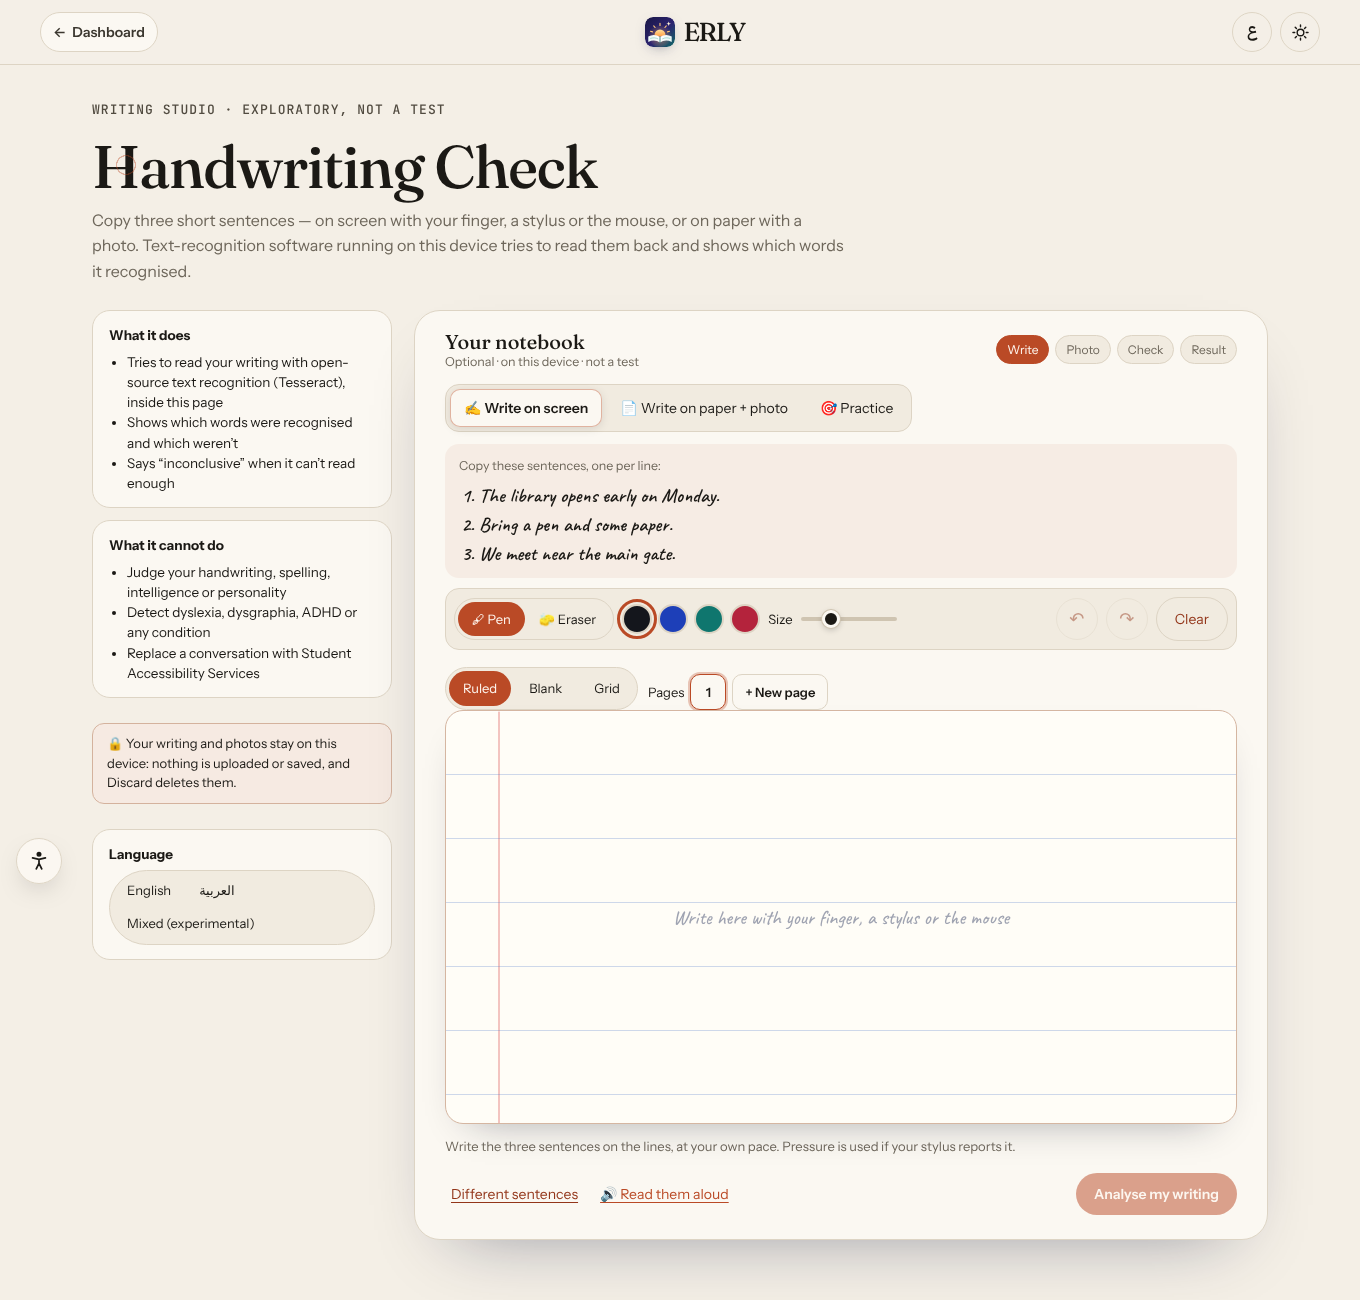 ← Dashboard
ERLY
ع
WRITING STUDIO · EXPLORATORY, NOT A TEST
Handwriting Check
Copy three short sentences — on screen with your finger, a stylus or the mouse, or on paper with a
photo. Text-recognition software running on this device tries to read them back and shows which words
it recognised.
What it does
• Tries to read your writing with open-
source text recognition (Tesseract),
inside this page
• Shows which words were recognised
and which weren’t
• Says “inconclusive” when it can’t read
enough
What it cannot do
• Judge your handwriting, spelling,
intelligence or personality
• Detect dyslexia, dysgraphia, ADHD or
any condition
• Replace a conversation with Student
Accessibility Services
🔒 Your writing and photos stay on this
device: nothing is uploaded or saved, and
Discard deletes them.
Language
English العربية
Mixed (experimental)
Your notebook
Optional · on this device · not a test
Write Photo Check Result
✍️ Write on screen 📄 Write on paper + photo 🎯 Practice
Copy these sentences, one per line:
1. The library opens early on Monday.
2. Bring a pen and some paper.
3. We meet near the main gate.
🖊 Pen 🧽 Eraser Size ↶ ↷ Clear
Ruled Blank Grid Pages 1 + New page
Write here with your finger, a stylus or the mouse
Write the three sentences on the lines, at your own pace. Pressure is used if your stylus reports it.
Different sentences 🔊 Read them aloud Analyse my writing